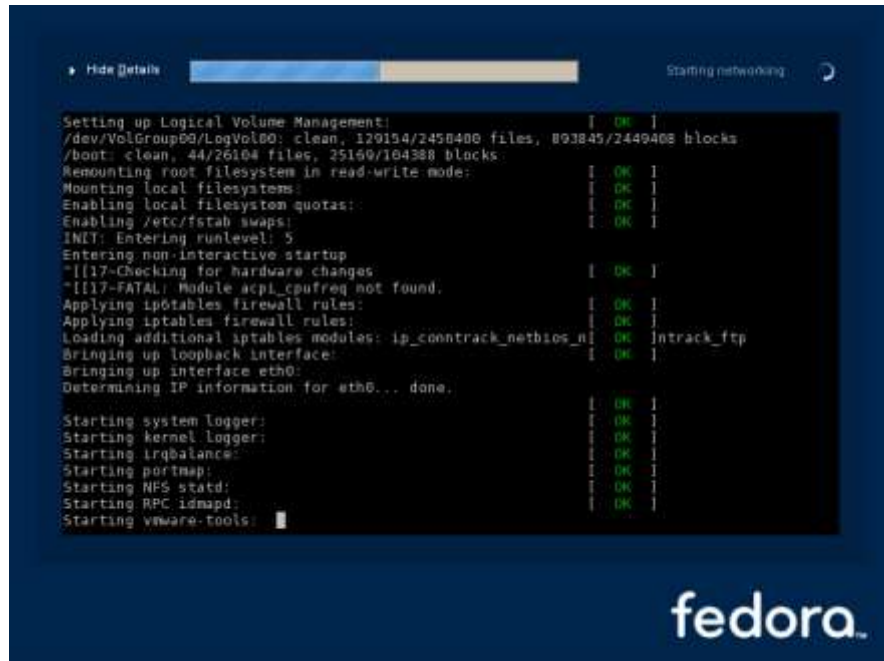 Hide Details
Starting networking
Setting up Logical Volume Management: [ OK ]
/dev/VolGroup00/LogVol00: clean, 129154/2450400 files, 893845/2449408 blocks
/boot: clean, 44/26104 files, 25169/104388 blocks
Remounting root filesystem in read-write mode: [ OK ]
Mounting local filesystems: [ OK ]
Enabling local filesystem quotas: [ OK ]
Enabling /etc/fstab swaps: [ OK ]
INIT: Entering runlevel: 5
Entering non-interactive startup
^[[17~Checking for hardware changes [ OK ]
^[[17~FATAL: Module acpi_cpufreq not found.
Applying ip6tables firewall rules: [ OK ]
Applying iptables firewall rules: [ OK ]
Loading additional iptables modules: ip_conntrack_netbios_n[ OK ]ntrack_ftp
Bringing up loopback interface: [ OK ]
Bringing up interface eth0:
Determining IP information for eth0... done.
[ OK ]
Starting system logger: [ OK ]
Starting kernel logger: [ OK ]
Starting irqbalance: [ OK ]
Starting portmap: [ OK ]
Starting NFS statd: [ OK ]
Starting RPC idmapd: [ OK ]
Starting vmware-tools:
fedora™